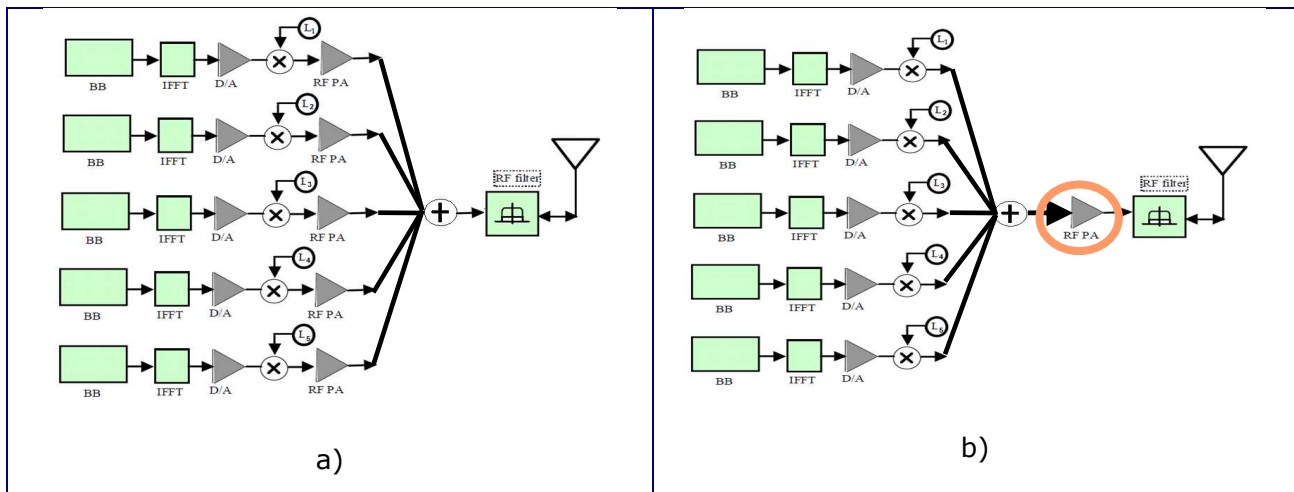 L₁
BB
IFFT
D/A
RF PA
L₂
BB
IFFT
D/A
RF PA
L₃
RF filter
BB
IFFT
D/A
RF PA
L₄
BB
IFFT
D/A
RF PA
L₅
BB
IFFT
D/A
RF PA
a)
L₁
BB
IFFT
D/A
L₂
BB
IFFT
D/A
L₃
RF filter
BB
IFFT
D/A
RF PA
L₄
BB
IFFT
D/A
L₅
BB
IFFT
D/A
b)